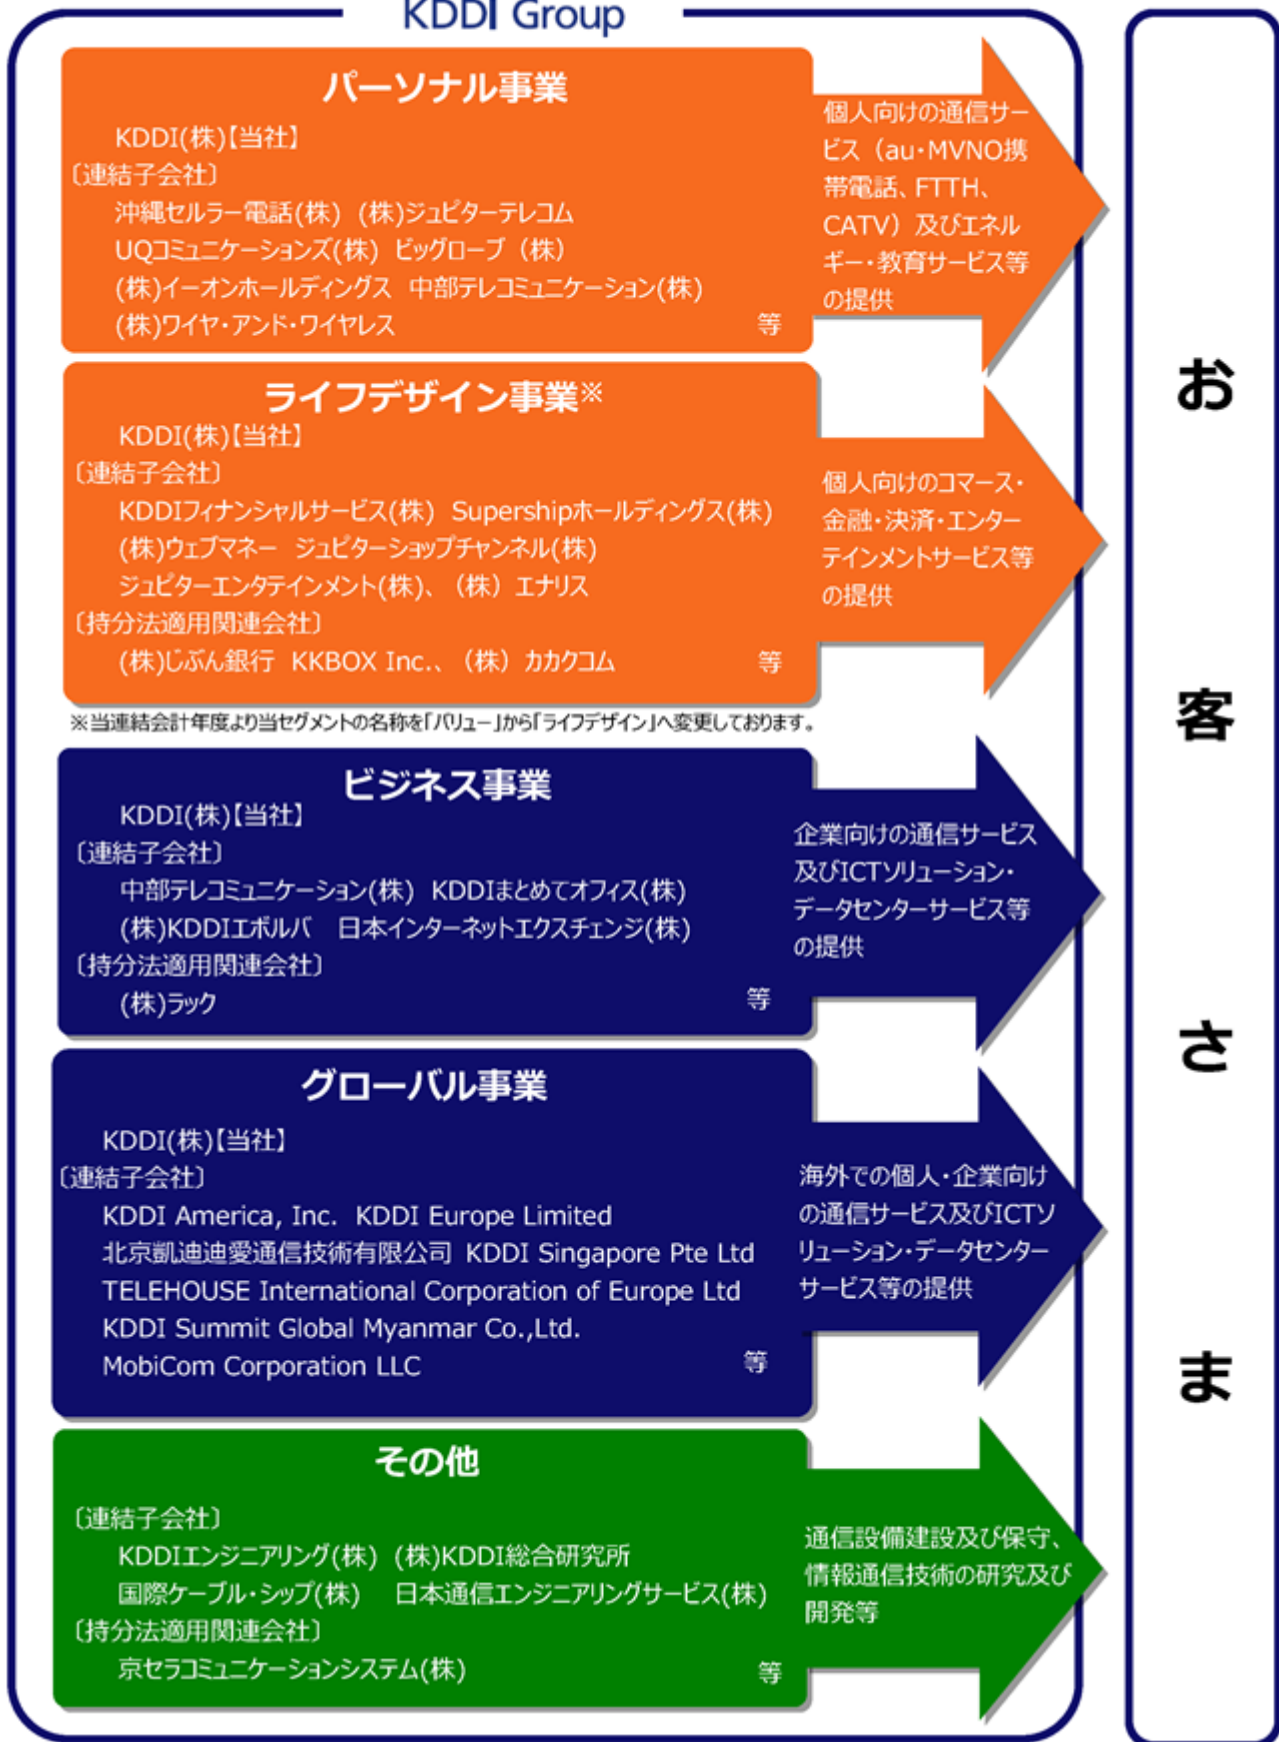 KDDI Group
パーソナル事業
KDDI(株)【当社】
〔連結子会社〕
沖縄セルラー電話(株) (株)ジュピターテレコム
UQコミュニケーションズ(株) ビッグローブ（株）
(株)イーオンホールディングス 中部テレコミュニケーション(株)
(株)ワイヤ・アンド・ワイヤレス 等
個人向けの通信サー
ビス（au・MVNO携
帯電話、FTTH、
CATV）及びエネル
ギー・教育サービス等
の提供
ライフデザイン事業※
KDDI(株)【当社】
〔連結子会社〕
KDDIフィナンシャルサービス(株) Supershipホールディングス(株)
(株)ウェブマネー ジュピターショップチャンネル(株)
ジュピターエンタテインメント(株)、（株）エナリス
〔持分法適用関連会社〕
(株)じぶん銀行 KKBOX Inc.、（株）カカクコム 等
個人向けのコマース・
金融・決済・エンター
テインメントサービス等
の提供
※当連結会計年度より当セグメントの名称を「バリュー」から「ライフデザイン」へ変更しております。
ビジネス事業
KDDI(株)【当社】
〔連結子会社〕
中部テレコミュニケーション(株) KDDIまとめてオフィス(株)
(株)KDDIエボルバ 日本インターネットエクスチェンジ(株)
〔持分法適用関連会社〕
(株)ラック 等
企業向けの通信サービス
及びICTソリューション・
データセンターサービス等
の提供
グローバル事業
KDDI(株)【当社】
〔連結子会社〕
KDDI America, Inc. KDDI Europe Limited
北京凱迪迪愛通信技術有限公司 KDDI Singapore Pte Ltd
TELEHOUSE International Corporation of Europe Ltd
KDDI Summit Global Myanmar Co.,Ltd.
MobiCom Corporation LLC 等
海外での個人・企業向け
の通信サービス及びICTソ
リューション・データセンター
サービス等の提供
その他
〔連結子会社〕
KDDIエンジニアリング(株) (株)KDDI総合研究所
国際ケーブル・シップ(株) 日本通信エンジニアリングサービス(株)
〔持分法適用関連会社〕
京セラコミュニケーションシステム(株) 等
通信設備建設及び保守、
情報通信技術の研究及び
開発等
お客さま